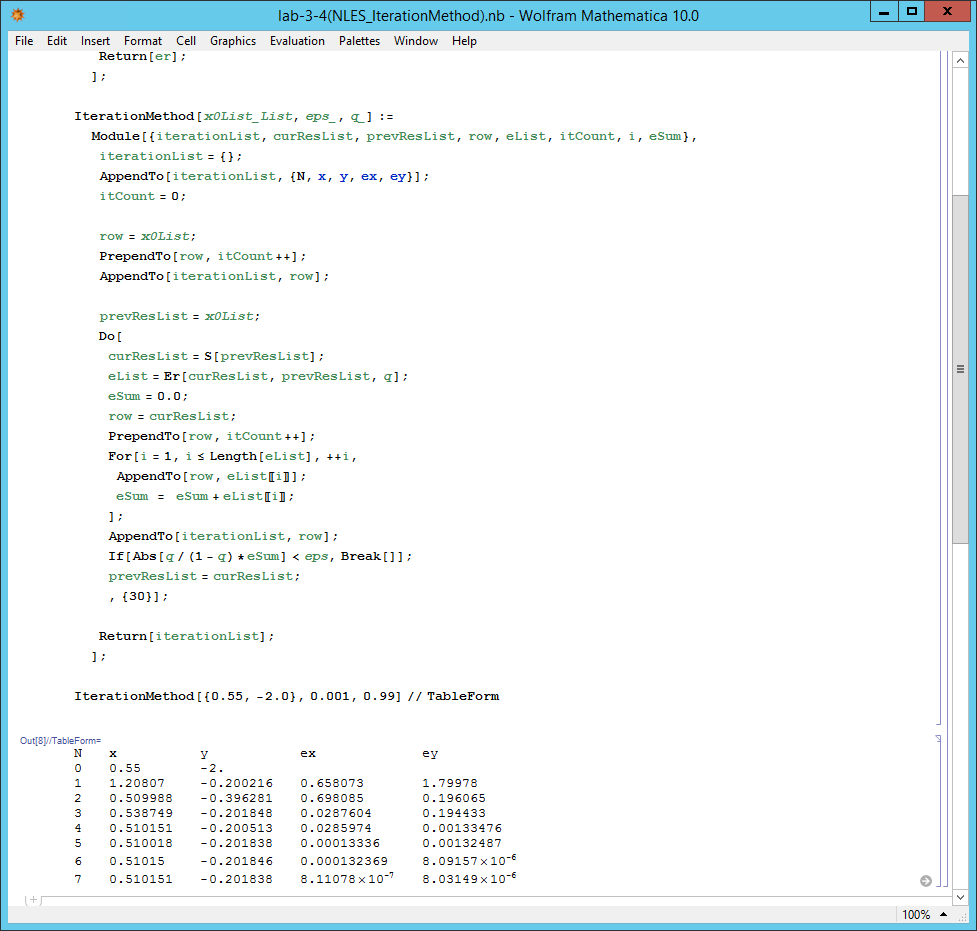 lab-3-4(NLES_IterationMethod).nb - Wolfram Mathematica 10.0
File Edit Insert Format Cell Graphics Evaluation Palettes Window Help
Return[er];
];
IterationMethod[x0List_List, eps_, q_] :=
Module[{iterationList, curResList, prevResList, row, eList, itCount, i, eSum},
iterationList = {};
AppendTo[iterationList, {N, x, y, ex, ey}];
itCount = 0;
row = x0List;
PrependTo[row, itCount++];
AppendTo[iterationList, row];
prevResList = x0List;
Do[
curResList = S[prevResList];
eList = Er[curResList, prevResList, q];
eSum = 0.0;
row = curResList;
PrependTo[row, itCount++];
For[i = 1, i ≤ Length[eList], ++i,
AppendTo[row, eList〚i〛];
eSum = eSum + eList〚i〛;
];
AppendTo[iterationList, row];
If[Abs[q / (1 - q) * eSum] < eps, Break[]];
prevResList = curResList;
, {30}];
Return[iterationList];
];
IterationMethod[{0.55, -2.0}, 0.001, 0.99] // TableForm
Out[8]//TableForm=
N x y ex ey
0 0.55 -2.
1 1.20807 -0.200216 0.658073 1.79978
2 0.509988 -0.396281 0.698085 0.196065
3 0.538749 -0.201848 0.0287604 0.194433
4 0.510151 -0.200513 0.0285974 0.00133476
5 0.510018 -0.201838 0.00013336 0.00132487
6 0.51015 -0.201846 0.000132369 8.09157×10⁻⁶
7 0.510151 -0.201838 8.11078×10⁻⁷ 8.03149×10⁻⁶
100%